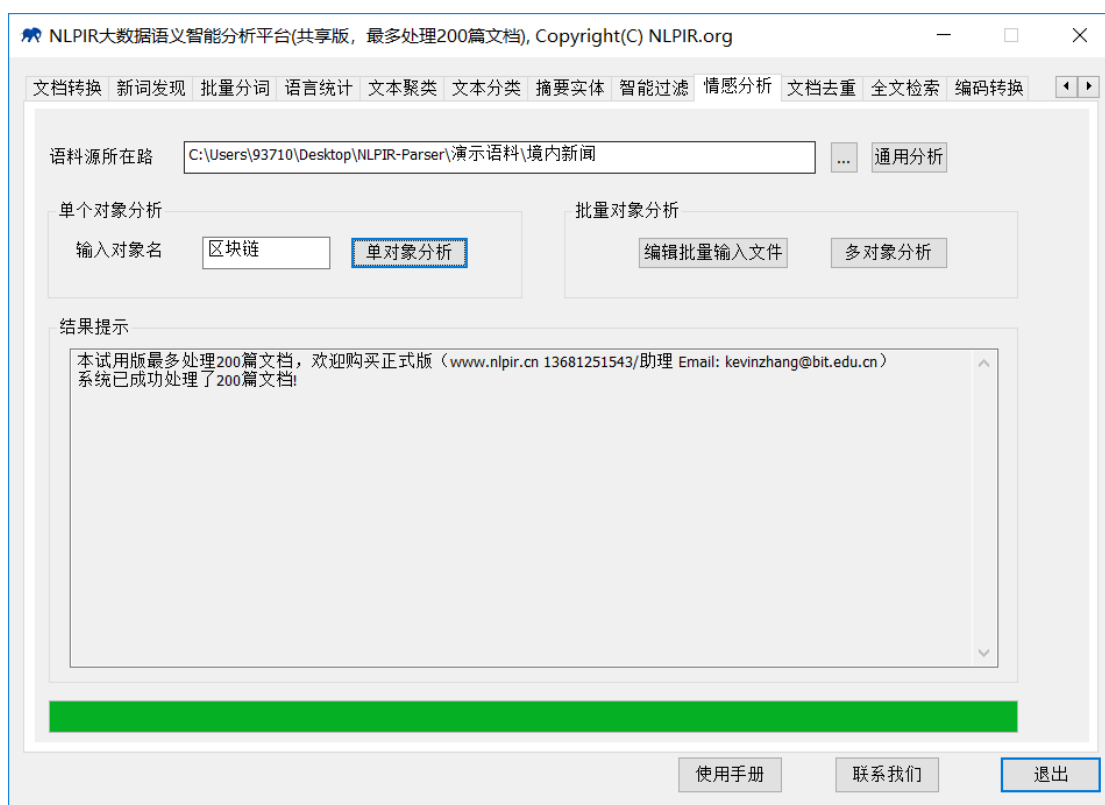 NLPIR大数据语义智能分析平台(共享版，最多处理200篇文档), Copyright(C) NLPIR.org
文档转换 新词发现 批量分词 语言统计 文本聚类 文本分类 摘要实体 智能过滤 情感分析 文档去重 全文检索 编码转换
语料源所在路 C:\Users\93710\Desktop\NLPIR-Parser\演示语料\境内新闻 ... 通用分析
单个对象分析 批量对象分析
输入对象名 区块链 单对象分析 编辑批量输入文件 多对象分析
结果提示
本试用版最多处理200篇文档，欢迎购买正式版（www.nlpir.cn 13681251543/助理 Email: kevinzhang@bit.edu.cn）
系统已成功处理了200篇文档!
使用手册 联系我们 退出